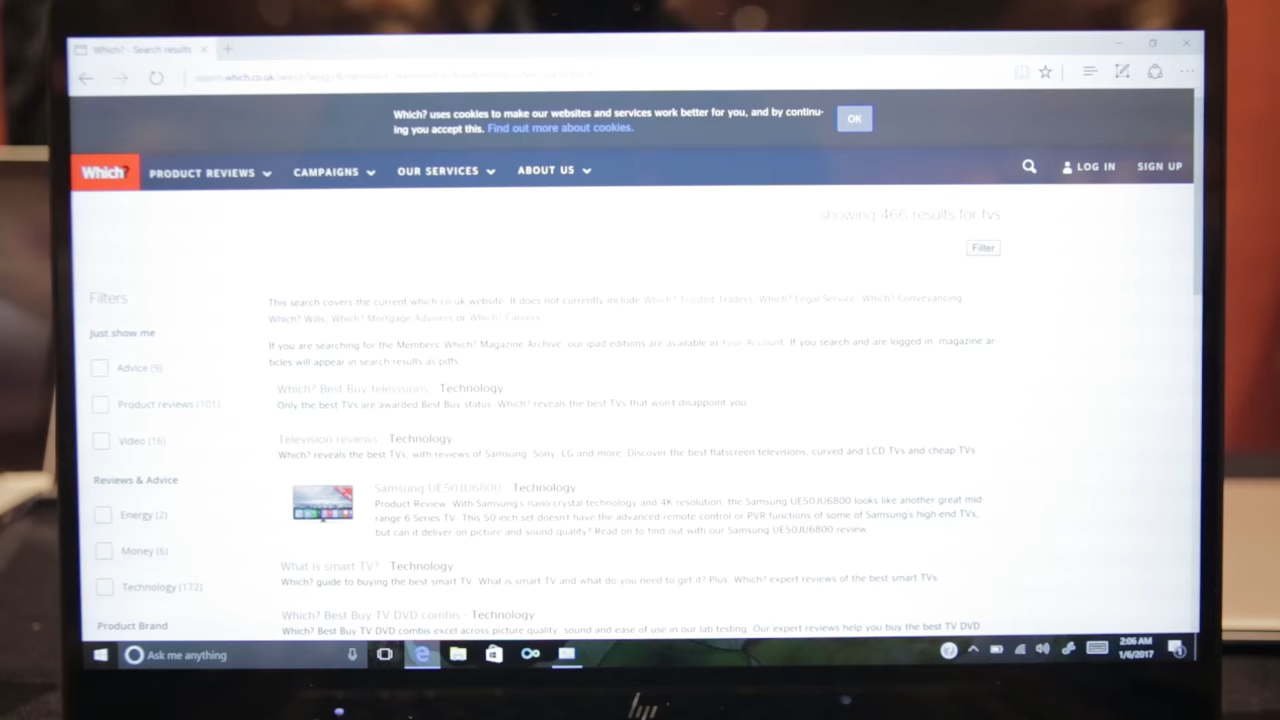 Which? - Search results
Which? uses cookies to make our websites and services work better for you, and by continu-
ing you accept this. Find out more about cookies.
OK
Which?
PRODUCT REVIEWS
CAMPAIGNS
OUR SERVICES
ABOUT US
LOG IN
SIGN UP
showing 466 results for tvs
Filter
Filters
This search covers the current which co uk website. It does not currently include Which? Trusted Traders, Which? Legal Service, Which? Conveyancing,
Which? Wills, Which? Mortgage Advisers or Which? Careers
Just show me
If you are searching for the Members Which? Magazine Archive, our ipad editions are available in Your Account. If you search and are logged in, magazine ar
ticles will appear in search results as pdfs
Advice (9)
Product reviews (101)
Video (16)
Which? Best Buy televisions - Technology
Only the best TVs are awarded Best Buy status. Which? reveals the best TVs that won't disappoint you
Television reviews - Technology
Which? reveals the best TVs, with reviews of Samsung, Sony, LG and more. Discover the best flatscreen televisions, curved and LCD TVs and cheap TVs
Reviews & Advice
Energy (2)
Money (6)
Technology (172)
Samsung UE50JU6800 - Technology
Product Review. With Samsung's nano crystal technology and 4K resolution, the Samsung UE50JU6800 looks like another great mid
range 6 Series TV. This 50-inch set doesn't have the advanced remote control or PVR functions of some of Samsung's high-end TVs,
but can it deliver on picture and sound quality? Read on to find out with our Samsung UE50JU6800 review
What is smart TV? - Technology
Which? guide to buying the best smart TV. What is smart TV and what do you need to get it? Plus, Which? expert reviews of the best smart TVs
Product Brand
Which? Best Buy TV DVD combis - Technology
Which? Best Buy TV DVD combis excel across picture quality, sound and ease of use in our lab testing. Our expert reviews help you buy the best TV DVD
Ask me anything
2:06 AM
1/6/2017
hp